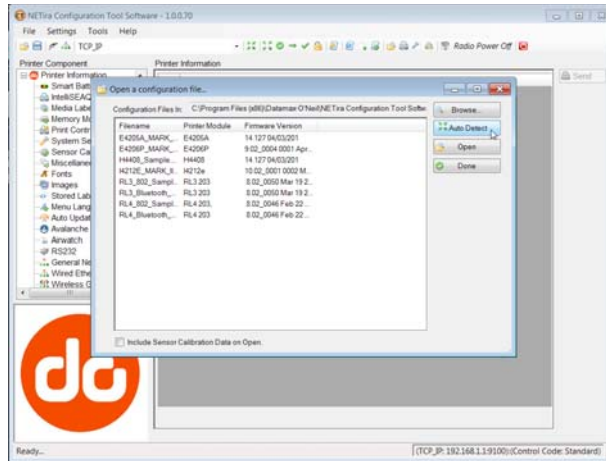 NETira Configuration Tool Software - 1.0.0.70
File Settings Tools Help
TCP_IP
Radio Power Off
Printer Component
Printer Information
Send
Printer Information
Smart Batt
IntelliSEAQ
Media Labe
Memory Mo
Print Contr
System Se
Sensor Ca
Miscellane
Fonts
Images
Stored Lab
Menu Lang
Auto Updat
Avalanche
Airwatch
RS232
General Ne
Wired Ethe
Wireless G
Open a configuration file...
Configuration Files In: C:\Program Files (x86)\Datamax-O'Neil\NETira Configuration Tool Softw
Filename Printer Module Firmware Version
E4205A_MARK_... E4205A 14.127 04/03/201
E4206P_MARK_... E4206P 9.02_0004 0001 Apr...
H4408_Sample... H4408 14.127 04/03/201
H4212E_MARK_II... H4212e 10.02_0001 0002 M...
RL3_802_Sampl... RL3 203 8.02_0050 Mar 19 2...
RL3_Bluetooth_... RL3 203 8.02_0050 Mar 19 2...
RL4_802_Sampl... RL4 203, 8.02_0046 Feb 22 ...
RL4_Bluetooth_... RL4 203 8.02_0046 Feb 22 ...
Browse...
Auto Detect
Open
Done
Include Sensor Calibration Data on Open.
do
Ready...
(TCP_IP: 192.168.1.1:9100):(Control Code: Standard)